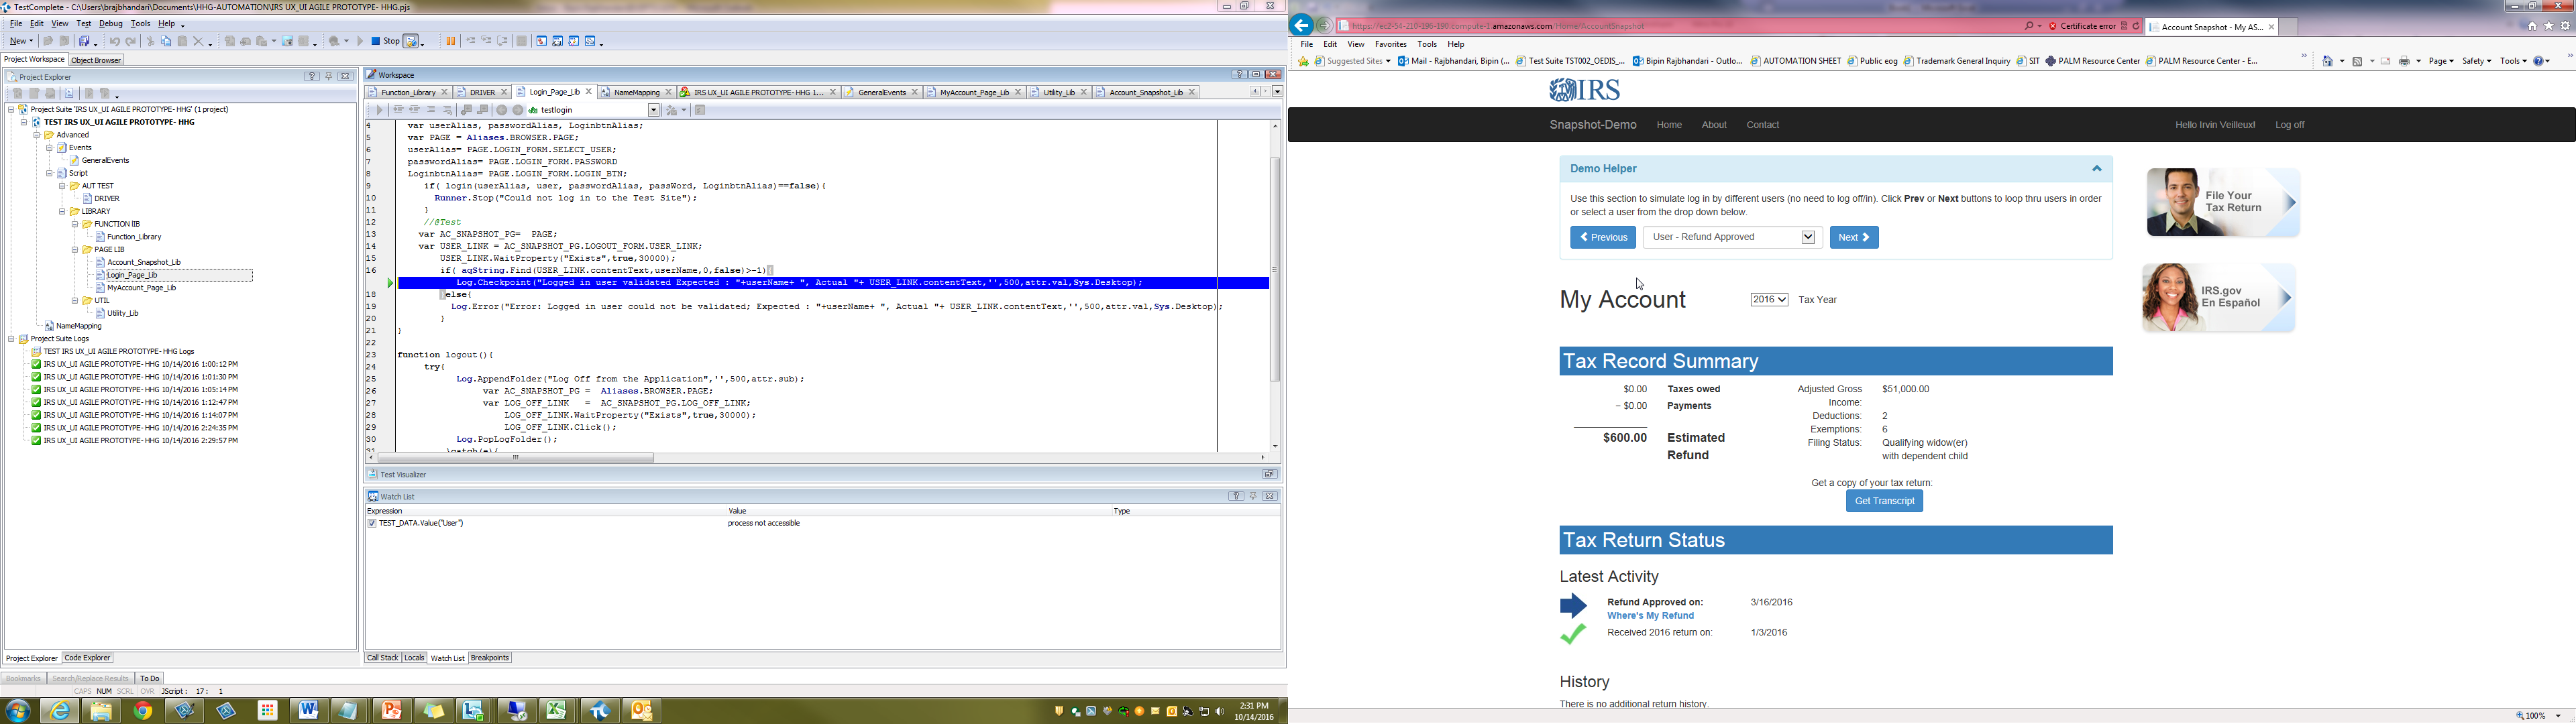 TestComplete - C:\Users\brajbhandari\Documents\HHG-AUTOMATION\IRS UX_UI AGILE PROTOTYPE- HHG.pjs
File Edit View Test Debug Tools Help
New Stop
Project Workspace Object Browser
Project Explorer
Project Suite 'IRS UX_UI AGILE PROTOTYPE- HHG' (1 project)
TEST IRS UX_UI AGILE PROTOTYPE- HHG
Advanced
Events
GeneralEvents
Script
AUT TEST
DRIVER
LIBRARY
FUNCTION lIB
Function_Library
PAGE LIB
Account_Snapshot_Lib
Login_Page_Lib
MyAccount_Page_Lib
UTIL
Utility_Lib
NameMapping
Project Suite Logs
TEST IRS UX_UI AGILE PROTOTYPE- HHG Logs
IRS UX_UI AGILE PROTOTYPE- HHG 10/14/2016 1:00:12 PM
IRS UX_UI AGILE PROTOTYPE- HHG 10/14/2016 1:01:30 PM
IRS UX_UI AGILE PROTOTYPE- HHG 10/14/2016 1:05:14 PM
IRS UX_UI AGILE PROTOTYPE- HHG 10/14/2016 1:12:47 PM
IRS UX_UI AGILE PROTOTYPE- HHG 10/14/2016 1:14:07 PM
IRS UX_UI AGILE PROTOTYPE- HHG 10/14/2016 2:24:35 PM
IRS UX_UI AGILE PROTOTYPE- HHG 10/14/2016 2:29:57 PM
Project Explorer Code Explorer
Workspace
Function_Library DRIVER Login_Page_Lib NameMapping IRS UX_UI AGILE PROTOTYPE- HHG 1... GeneralEvents MyAccount_Page_Lib Utility_Lib Account_Snapshot_Lib
testlogin
4 var userAlias, passwordAlias, LoginbtnAlias;
5 var PAGE = Aliases.BROWSER.PAGE;
6 userAlias= PAGE.LOGIN_FORM.SELECT_USER;
7 passwordAlias= PAGE.LOGIN_FORM.PASSWORD
8 LoginbtnAlias= PAGE.LOGIN_FORM.LOGIN_BTN;
9 if( login(userAlias, user, passwordAlias, passWord, LoginbtnAlias)==false){
10 Runner.Stop("Could not log in to the Test Site");
11 }
12 //@Test
13 var AC_SNAPSHOT_PG= PAGE;
14 var USER_LINK = AC_SNAPSHOT_PG.LOGOUT_FORM.USER_LINK;
15 USER_LINK.WaitProperty("Exists",true,30000);
16 if( aqString.Find(USER_LINK.contentText,userName,0,false)>-1){
Log.Checkpoint("Logged in user validated Expected : "+userName+ ", Actual "+ USER_LINK.contentText,'',500,attr.val,Sys.Desktop);
18 }else{
19 Log.Error("Error: Logged in user could not be validated; Expected : "+userName+ ", Actual "+ USER_LINK.contentText,'',500,attr.val,Sys.Desktop);
20 }
21 }
22
23 function logout(){
24 try{
25 Log.AppendFolder("Log Off from the Application",'',500,attr.sub);
26 var AC_SNAPSHOT_PG = Aliases.BROWSER.PAGE;
27 var LOG_OFF_LINK = AC_SNAPSHOT_PG.LOG_OFF_LINK;
28 LOG_OFF_LINK.WaitProperty("Exists",true,30000);
29 LOG_OFF_LINK.Click();
30 Log.PopLogFolder();
31 }catch(e){
Test Visualizer
Watch List
Expression Value Type
TEST_DATA.Value("User") process not accessible
Call Stack Locals Watch List Breakpoints
Bookmarks Search/Replace Results To Do
CAPS NUM SCRL OVR JScript : 17 : 1
2:31 PM
10/14/2016
https://ec2-54-210-196-190.compute-1.amazonaws.com/Home/AccountSnapshot Certificate error Account Snapshot - My AS...
File Edit View Favorites Tools Help
Suggested Sites Mail - Rajbhandari, Bipin (... Test Suite TST002_OEDIS_... Bipin Rajbhandari - Outlo... AUTOMATION SHEET Public eog Trademark General Inquiry SIT PALM Resource Center PALM Resource Center - E... Page Safety Tools
IRS
Snapshot-Demo Home About Contact Hello Irvin Veilleux! Log off
Demo Helper
Use this section to simulate log in by different users (no need to log off/in). Click Prev or Next buttons to loop thru users in order
or select a user from the drop down below.
Previous User - Refund Approved Next
My Account 2016 Tax Year
Tax Record Summary
$0.00 Taxes owed
− $0.00 Payments
$600.00 Estimated
Refund
Adjusted Gross $51,000.00
Income:
Deductions: 2
Exemptions: 6
Filing Status: Qualifying widow(er)
with dependent child
Get a copy of your tax return:
Get Transcript
Tax Return Status
Latest Activity
Refund Approved on: 3/16/2016
Where's My Refund
Received 2016 return on: 1/3/2016
History
There is no additional return history.
File Your
Tax Return
IRS.gov
En Español
100%